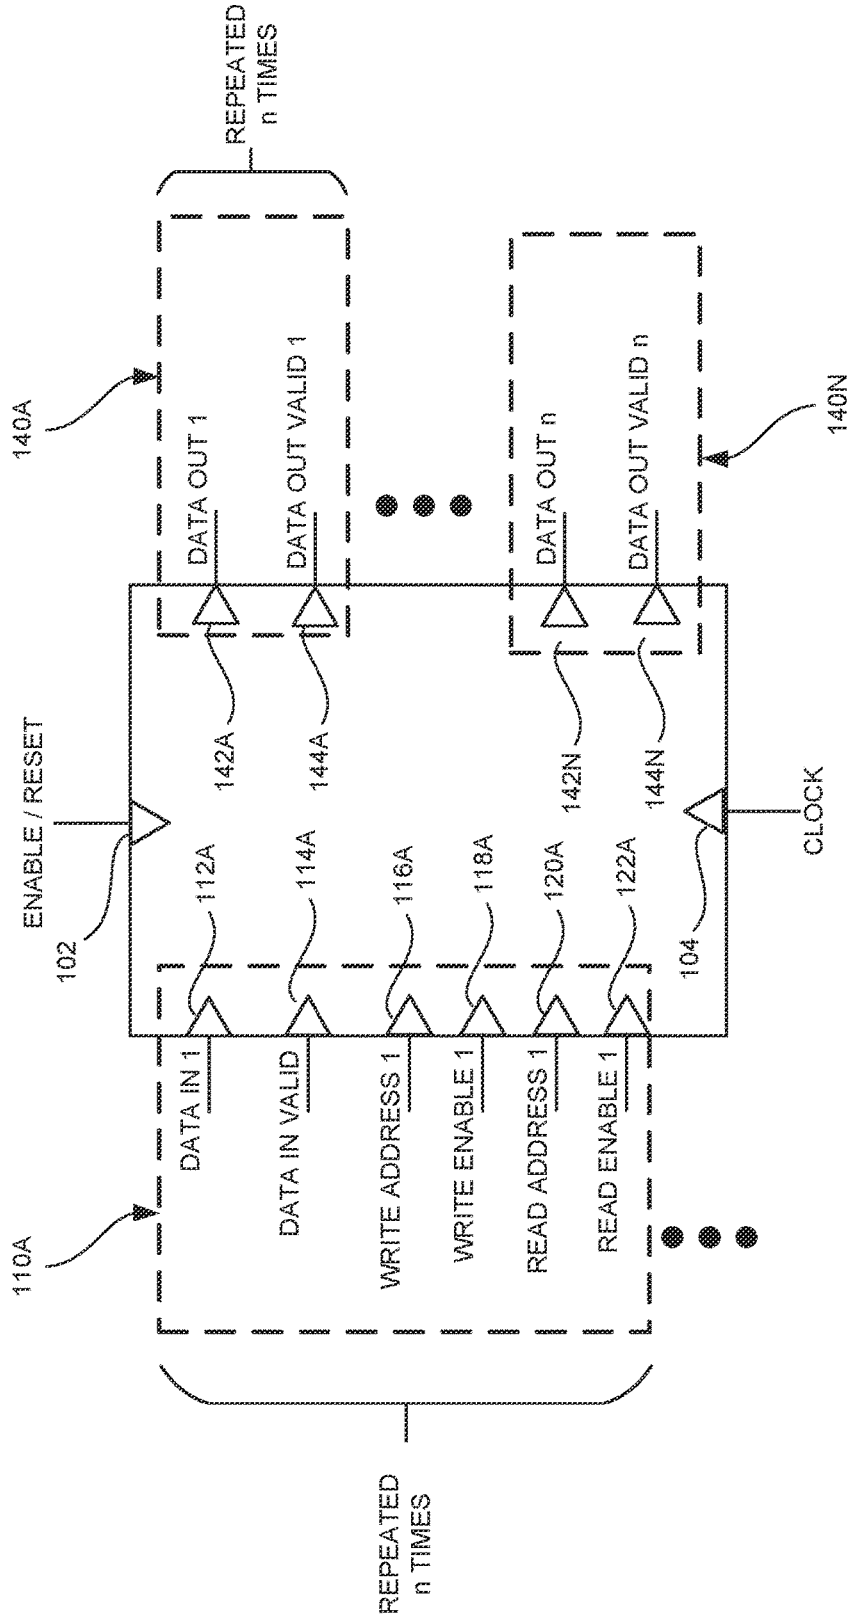 ENABLE / RESET
102
110A
REPEATED
n TIMES
DATA IN 1
112A
DATA IN VALID
114A
WRITE ADDRESS 1
116A
WRITE ENABLE 1
118A
READ ADDRESS 1
120A
READ ENABLE 1
122A
104
CLOCK
140A
REPEATED
n TIMES
142A
DATA OUT 1
144A
DATA OUT VALID 1
142N
DATA OUT n
144N
DATA OUT VALID n
140N